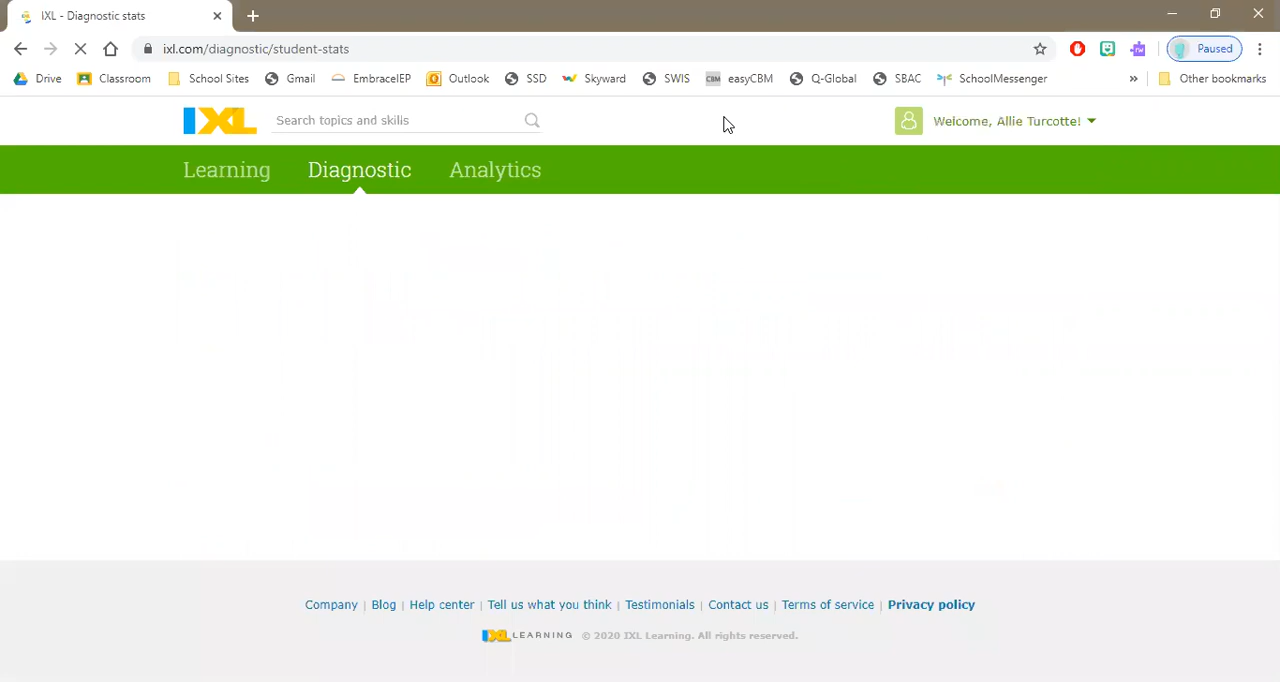 IXL - Diagnostic stats
ixl.com/diagnostic/student-stats
Paused
Drive Classroom School Sites Gmail EmbraceIEP Outlook SSD Skyward SWIS CBM easyCBM Q-Global SBAC SchoolMessenger » Other bookmarks
IXL Search topics and skills Welcome, Allie Turcotte!
Learning Diagnostic Analytics
Company | Blog | Help center | Tell us what you think | Testimonials | Contact us | Terms of service | Privacy policy
IXL LEARNING © 2020 IXL Learning. All rights reserved.